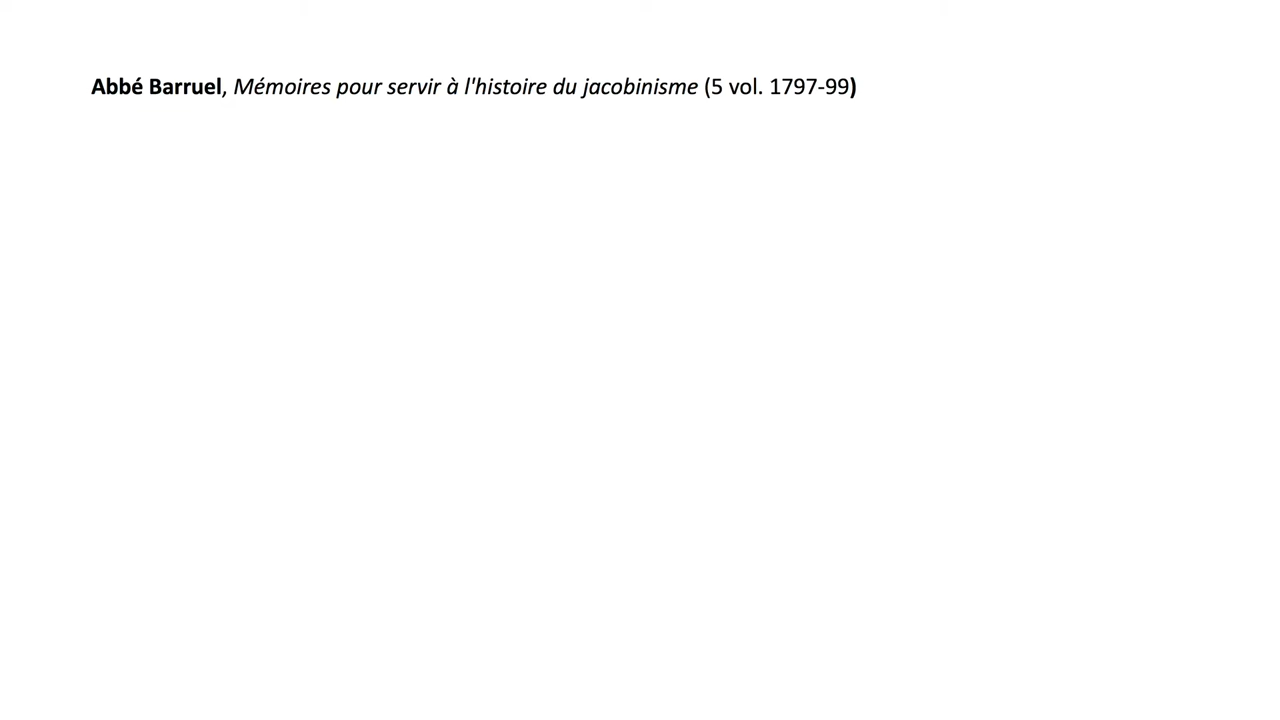 Abbé Barruel, Mémoires pour servir à l'histoire du jacobinisme (5 vol. 1797-99)